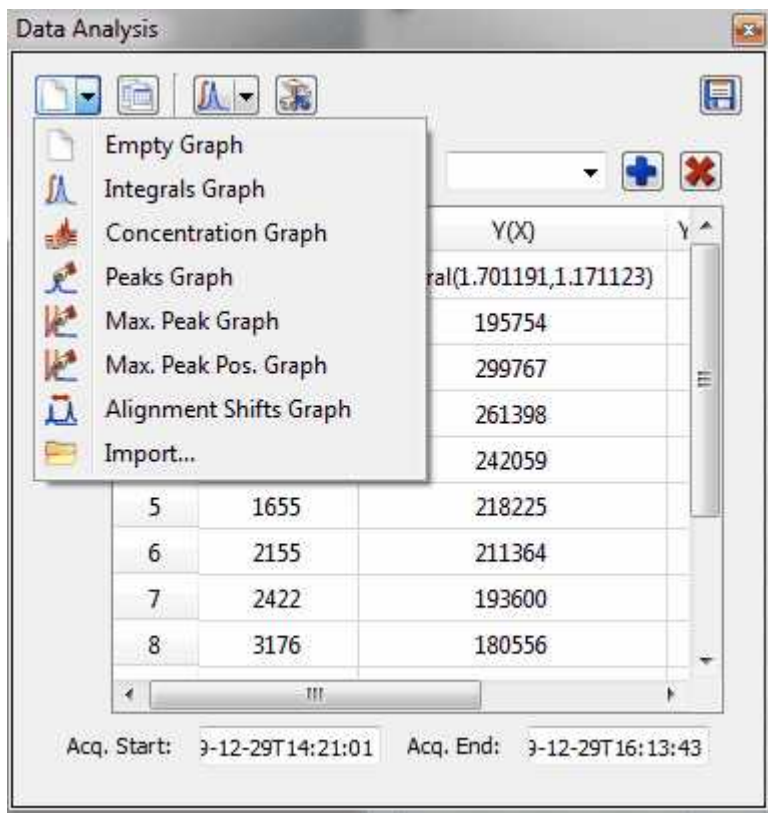 Data Analysis
Empty Graph
Integrals Graph
Concentration Graph
Peaks Graph
Max. Peak Graph
Max. Peak Pos. Graph
Alignment Shifts Graph
Import...
Y(X) Y
ral(1.701191,1.171123)
195754
299767
261398
242059
5 1655 218225
6 2155 211364
7 2422 193600
8 3176 180556
Acq. Start: 9-12-29T14:21:01 Acq. End: 9-12-29T16:13:43